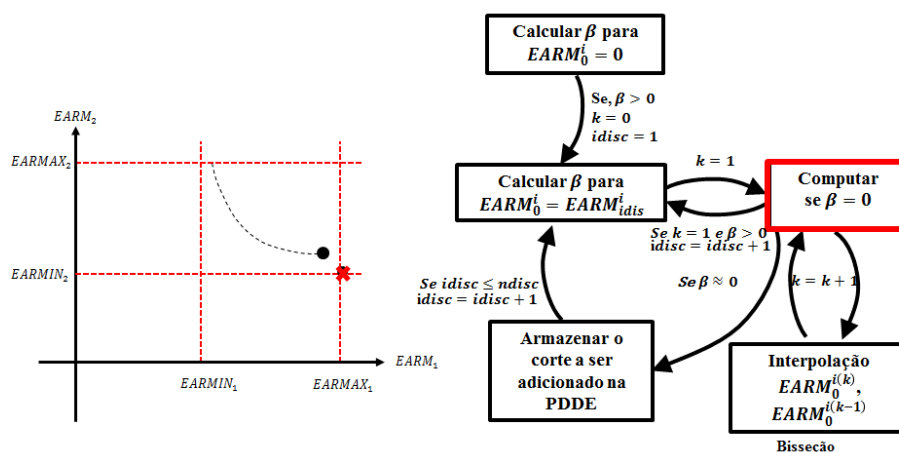 EARM₂
EARMAX₂
EARMIN₂
EARMIN₁
EARMAX₁
EARM₁
Calcular β para
EARM₀ⁱ = 0
Se, β > 0
k = 0
idisc = 1
Calcular β para
EARM₀ⁱ = EARMⁱ_idis
k = 1
Computar
se β = 0
Se k = 1 e β > 0
idisc = idisc + 1
Se idisc ≤ ndisc
idisc = idisc + 1
Se β ≈ 0
k = k + 1
Armazenar o
corte a ser
adicionado na
PDDE
Interpolação
EARM₀^i(k),
EARM₀^i(k−1)
Bisseção